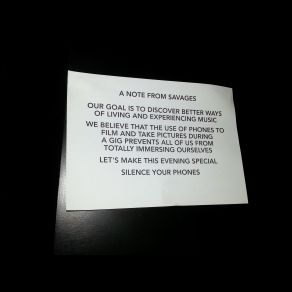 A NOTE FROM SAVAGES
OUR GOAL IS TO DISCOVER BETTER WAYS
OF LIVING AND EXPERIENCING MUSIC
WE BELIEVE THAT THE USE OF PHONES TO
FILM AND TAKE PICTURES DURING
A GIG PREVENTS ALL OF US FROM
TOTALLY IMMERSING OURSELVES
LET'S MAKE THIS EVENING SPECIAL
SILENCE YOUR PHONES